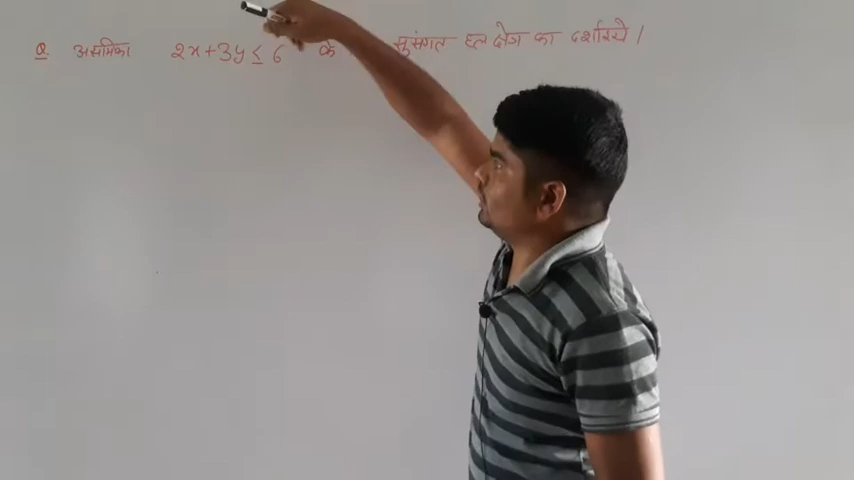 Q असमिका 2x+3y ≤ 6 के सुसंगत हल क्षेत्र का दर्शाइये।